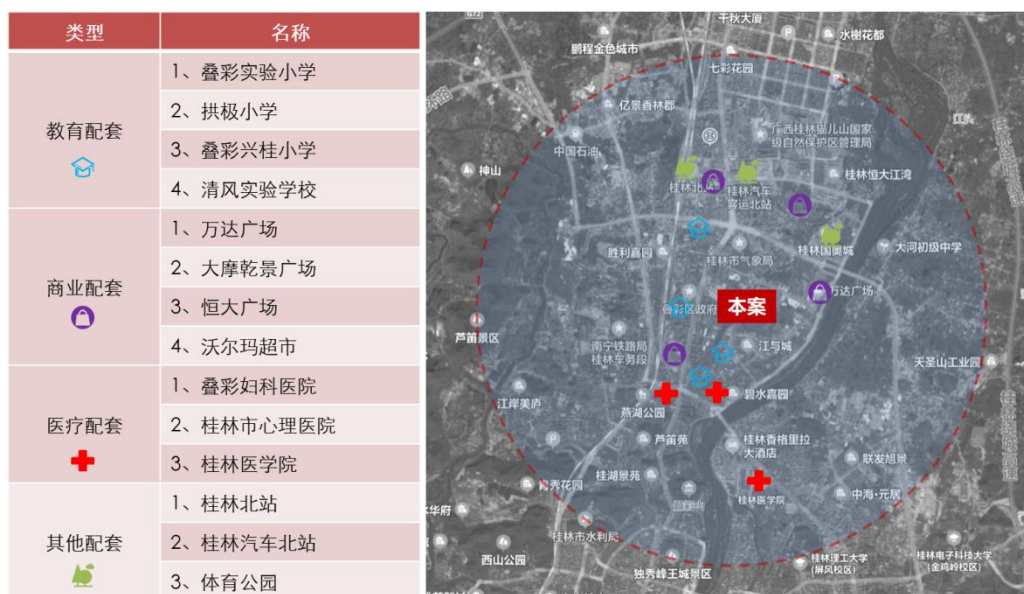 类型 名称
教育配套
1、叠彩实验小学
2、拱极小学
3、叠彩兴桂小学
4、清风实验学校
商业配套
1、万达广场
2、大摩乾景广场
3、恒大广场
4、沃尔玛超市
医疗配套
1、叠彩妇科医院
2、桂林市心理医院
3、桂林医学院
其他配套
1、桂林北站
2、桂林汽车北站
3、体育公园
G72
千秋大厦
水榭花都
鹏程金色城市
七彩花园
亿景香林郡
广西桂林猫儿山国家
级自然保护区管理局
中国石油
神山
桂林北站
桂林汽车
客运北站
桂林恒大江湾
桂林国奥城
大河初级中学
胜利嘉园
桂林市气象局
万达广场
叠彩区政府
本案
芦笛景区
南宁铁路局
桂林车务段
江与城
天圣山工业园
江岸美庐
燕湖公园
碧水嘉园
芦笛苑
桂林香格里拉
大酒店
联发旭景
桂湖景苑
中海·元居
桂林医学院
桂林市水利局
西山公园
独秀峰王城景区
桂林理工大学
(屏风校区)
桂林电子科技大学
(金鸡岭校区)